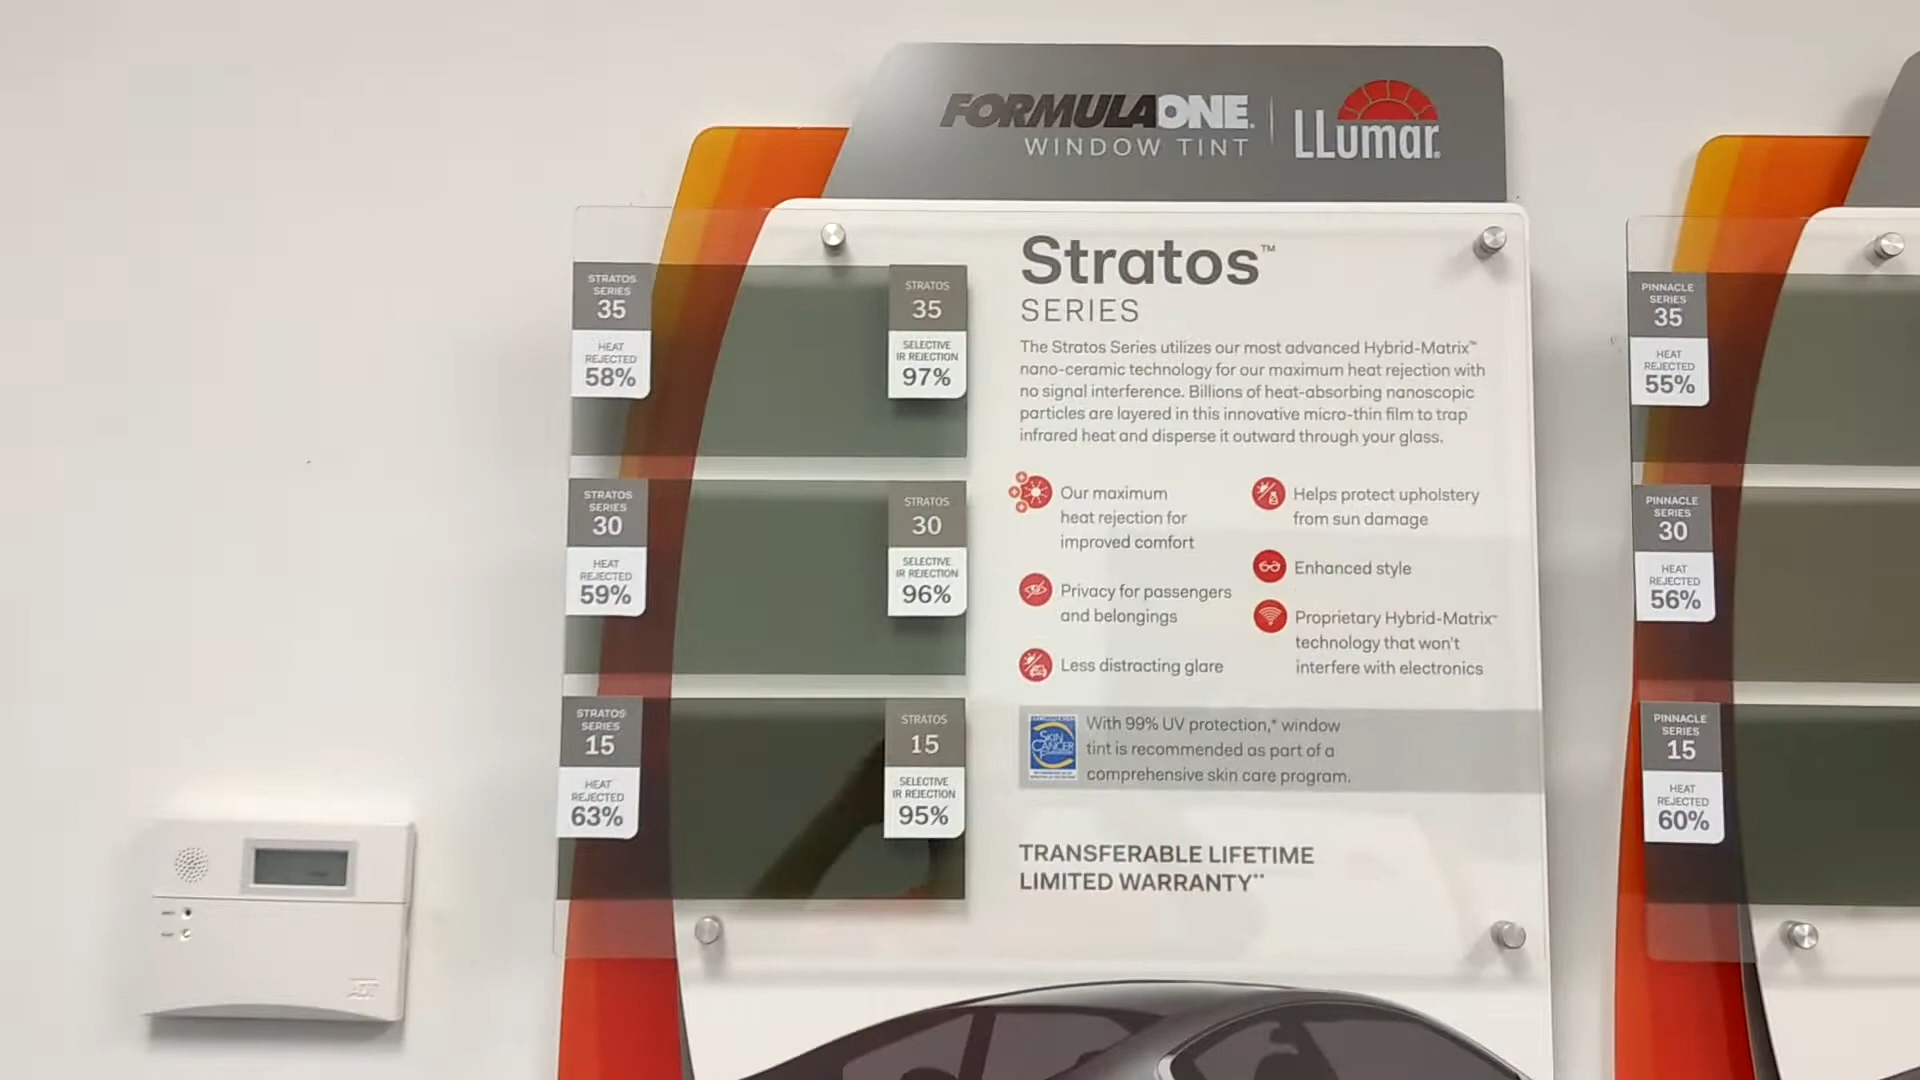 FORMULAONE®
WINDOW TINT
LLumar®
STRATOS
SERIES
35
HEAT
REJECTED
58%
STRATOS
35
SELECTIVE
IR REJECTION
97%
STRATOS
SERIES
30
HEAT
REJECTED
59%
STRATOS
30
SELECTIVE
IR REJECTION
96%
STRATOS
SERIES
15
HEAT
REJECTED
63%
STRATOS
15
SELECTIVE
IR REJECTION
95%
Stratos™
SERIES
The Stratos Series utilizes our most advanced Hybrid-Matrix™
nano-ceramic technology for our maximum heat rejection with
no signal interference. Billions of heat-absorbing nanoscopic
particles are layered in this innovative micro-thin film to trap
infrared heat and disperse it outward through your glass.
Our maximum
heat rejection for
improved comfort
Privacy for passengers
and belongings
Less distracting glare
Helps protect upholstery
from sun damage
Enhanced style
Proprietary Hybrid-Matrix™
technology that won't
interfere with electronics
SKIN
CANCER
With 99% UV protection,* window
tint is recommended as part of a
comprehensive skin care program.
TRANSFERABLE LIFETIME
LIMITED WARRANTY**
PINNACLE
SERIES
35
HEAT
REJECTED
55%
PINNACLE
SERIES
30
HEAT
REJECTED
56%
PINNACLE
SERIES
15
HEAT
REJECTED
60%
ADT